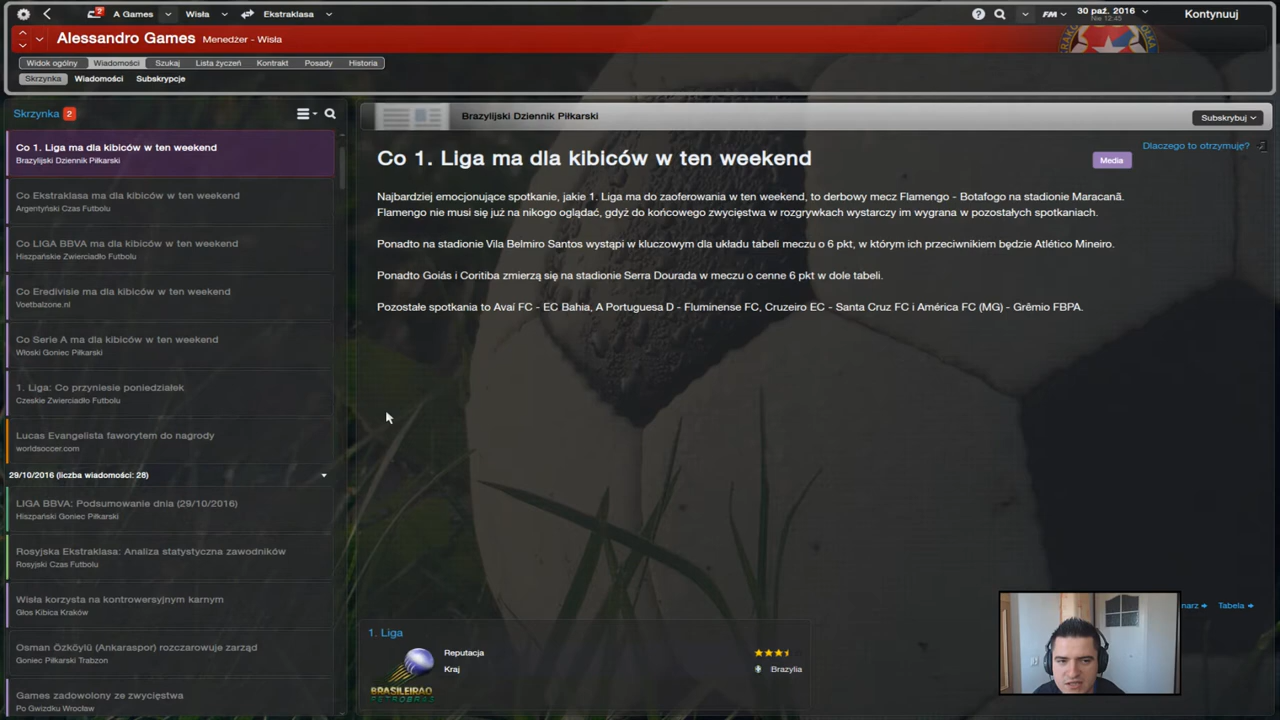 2
A Games
Wisła
Ekstraklasa
FM
30 paź. 2016
Nie 12:45
Kontynuuj
Alessandro Games Menedżer - Wisła
Widok ogólny Wiadomości Szukaj Lista życzeń Kontrakt Posady Historia
Skrzynka Wiadomości Subskrypcje
Skrzynka 2
Co 1. Liga ma dla kibiców w ten weekend
Brazylijski Dziennik Piłkarski
Co Ekstraklasa ma dla kibiców w ten weekend
Argentyński Czas Futbolu
Co LIGA BBVA ma dla kibiców w ten weekend
Hiszpańskie Zwierciadło Futbolu
Co Eredivisie ma dla kibiców w ten weekend
Voetbalzone.nl
Co Serie A ma dla kibiców w ten weekend
Włoski Goniec Piłkarski
1. Liga: Co przyniesie poniedziałek
Czeskie Zwierciadło Futbolu
Lucas Evangelista faworytem do nagrody
worldsoccer.com
29/10/2016 (liczba wiadomości: 28)
LIGA BBVA: Podsumowanie dnia (29/10/2016)
Hiszpański Goniec Piłkarski
Rosyjska Ekstraklasa: Analiza statystyczna zawodników
Rosyjski Czas Futbolu
Wisła korzysta na kontrowersyjnym karnym
Głos Kibica Kraków
Osman Özköylü (Ankaraspor) rozczarowuje zarząd
Goniec Piłkarski Trabzon
Games zadowolony ze zwycięstwa
Po Gwizdku Wrocław
Brazylijski Dziennik Piłkarski
Subskrybuj
Dlaczego to otrzymuję?
Co 1. Liga ma dla kibiców w ten weekend
Media
Najbardziej emocjonujące spotkanie, jakie 1. Liga ma do zaoferowania w ten weekend, to derbowy mecz Flamengo - Botafogo na stadionie Maracanã.
Flamengo nie musi się już na nikogo oglądać, gdyż do końcowego zwycięstwa w rozgrywkach wystarczy im wygrana w pozostałych spotkaniach.
Ponadto na stadionie Vila Belmiro Santos wystąpi w kluczowym dla układu tabeli meczu o 6 pkt, w którym ich przeciwnikiem będzie Atlético Mineiro.
Ponadto Goiás i Coritiba zmierzą się na stadionie Serra Dourada w meczu o cenne 6 pkt w dole tabeli.
Pozostałe spotkania to Avaí FC - EC Bahia, A Portuguesa D - Fluminense FC, Cruzeiro EC - Santa Cruz FC i América FC (MG) - Grêmio FBPA.
narz Tabela
1. Liga
Reputacja
Kraj Brazylia
BRASILEIRÃO
PETROBRAS